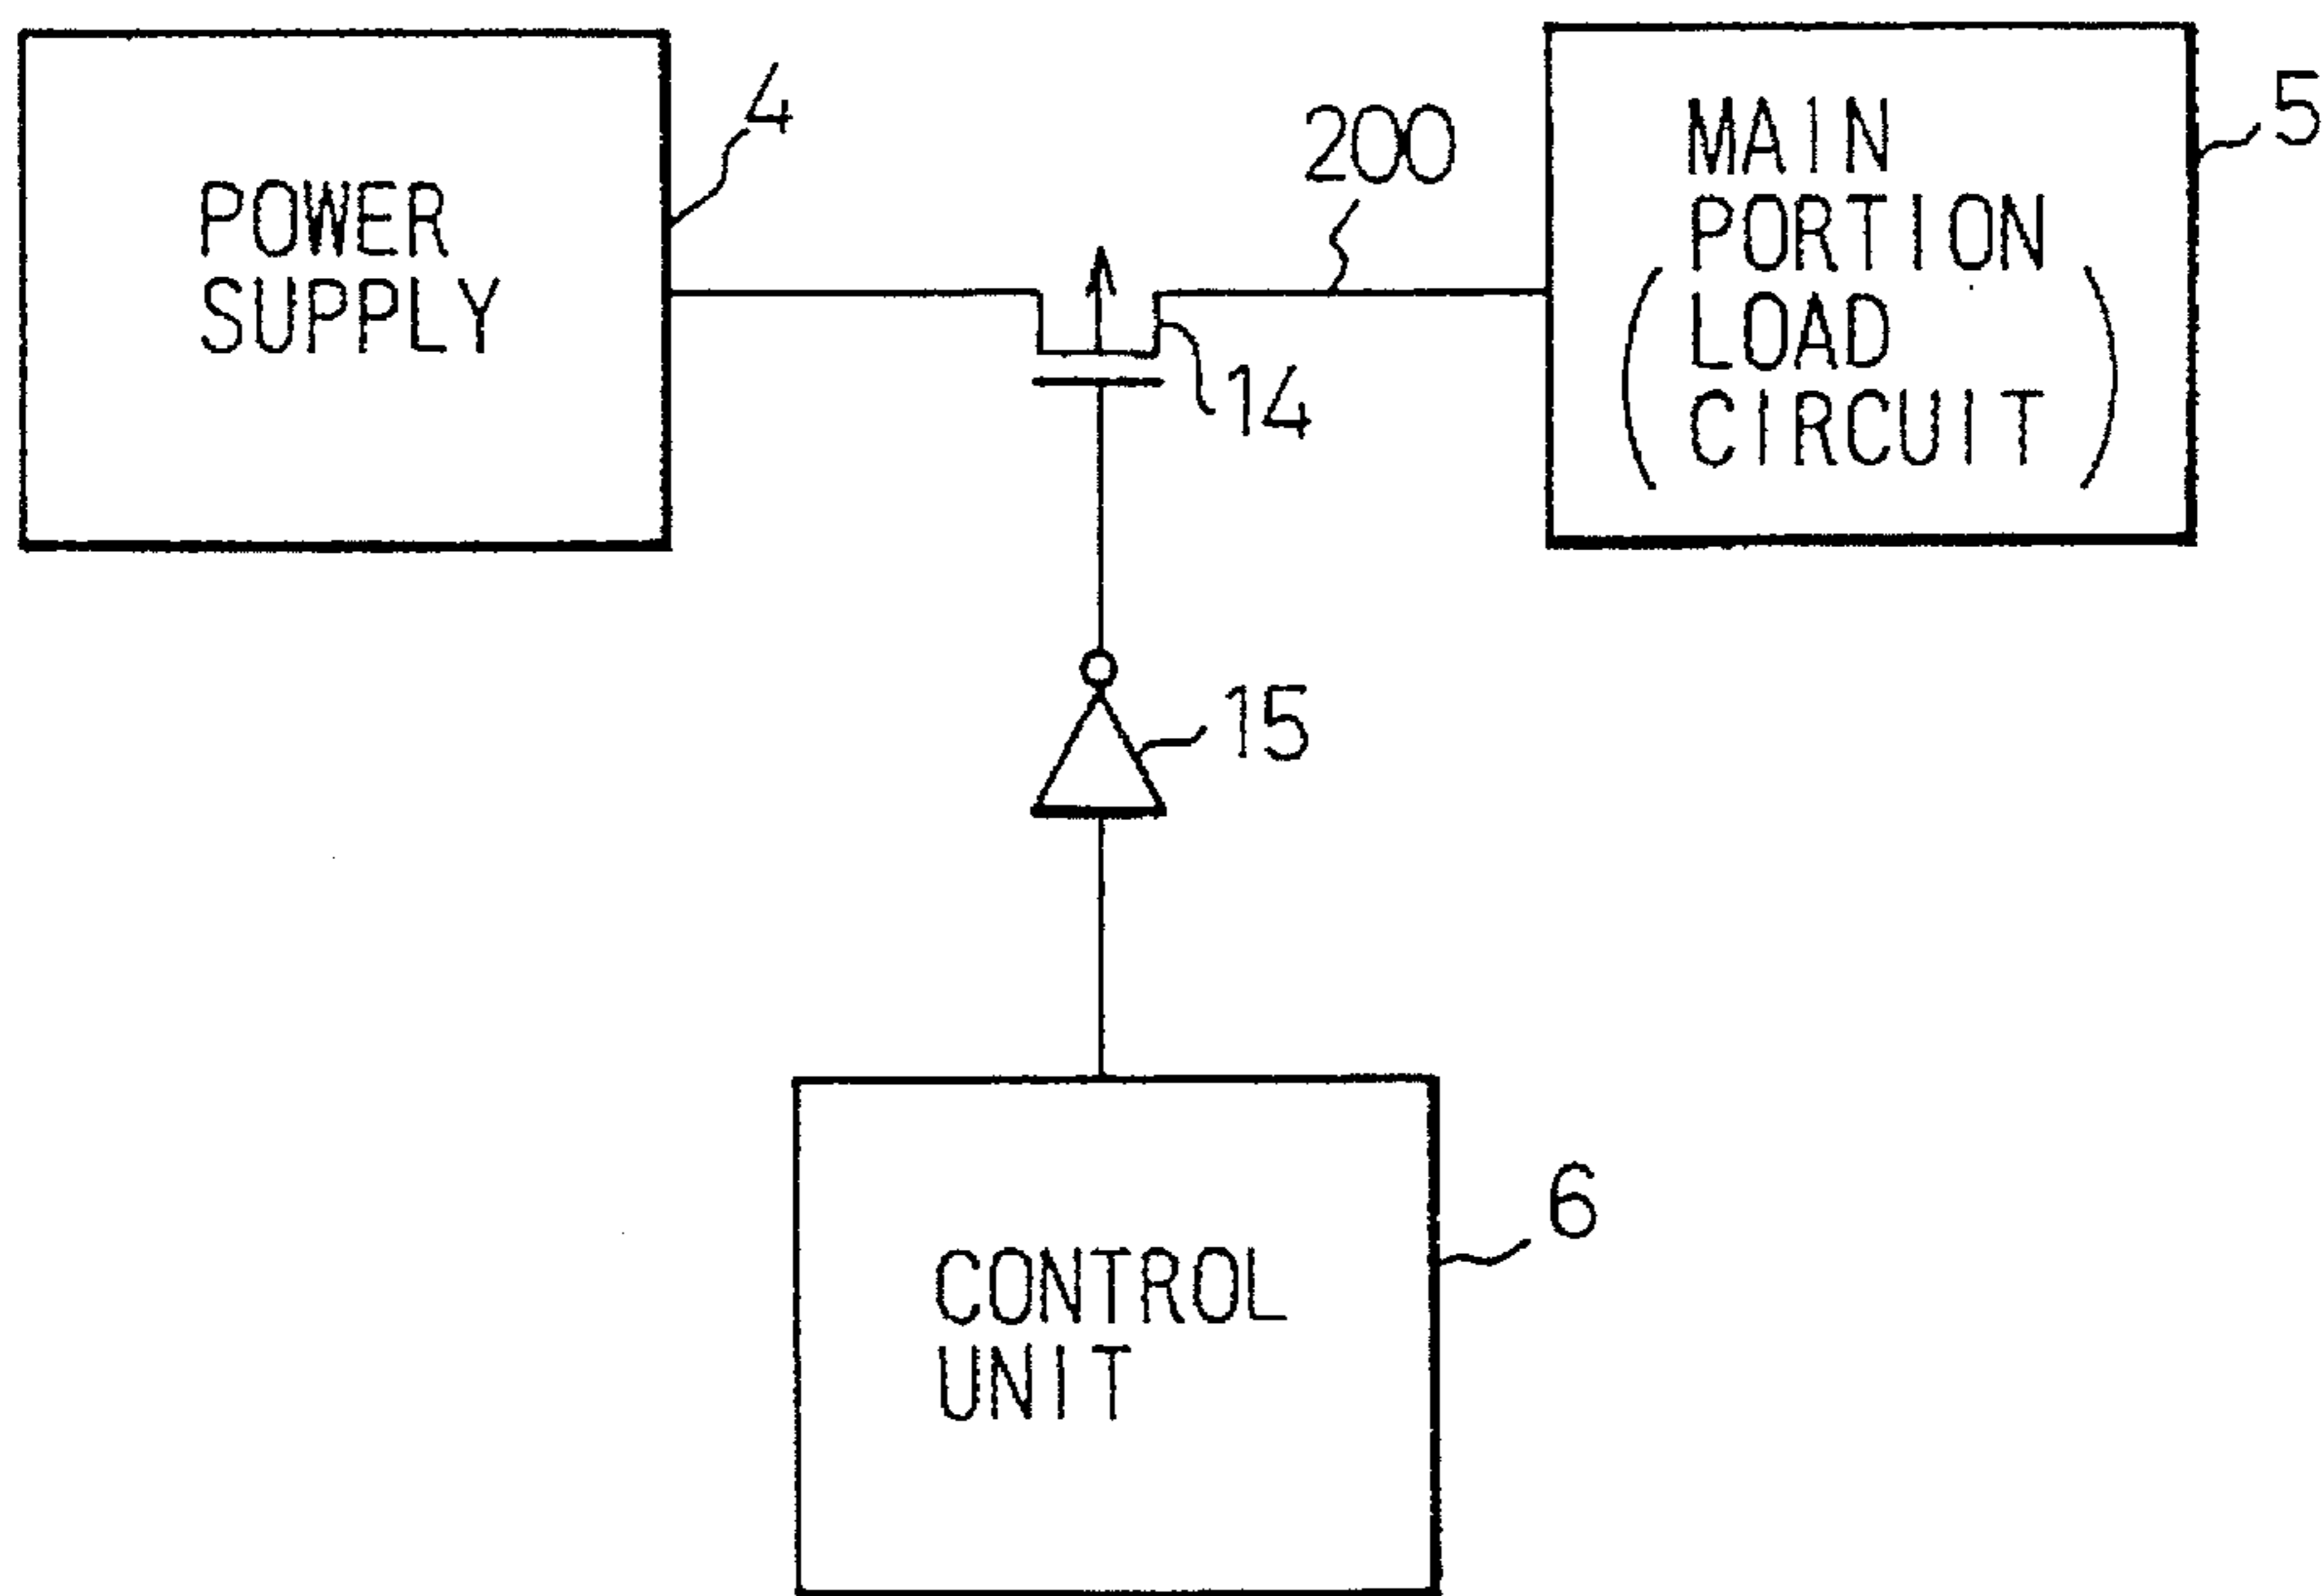 POWER
SUPPLY
4
200
MAIN
PORTION
( LOAD
CIRCUIT )
5
14
15
CONTROL
UNIT
6